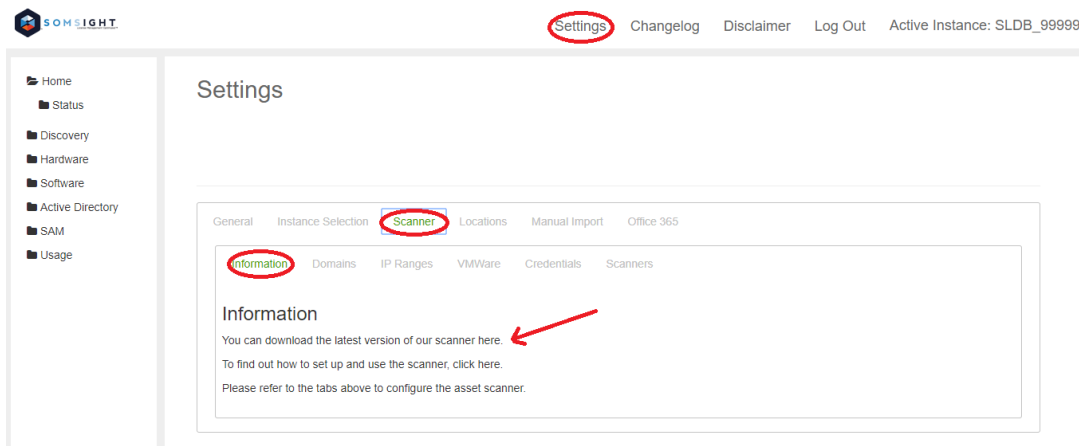 SOMSIGHT
Settings Changelog Disclaimer Log Out Active Instance: SLDB_99999
Home
Status
Discovery
Hardware
Software
Active Directory
SAM
Usage
Settings
General Instance Selection Scanner Locations Manual Import Office 365
Information Domains IP Ranges VMWare Credentials Scanners
Information
You can download the latest version of our scanner here.
To find out how to set up and use the scanner, click here.
Please refer to the tabs above to configure the asset scanner.